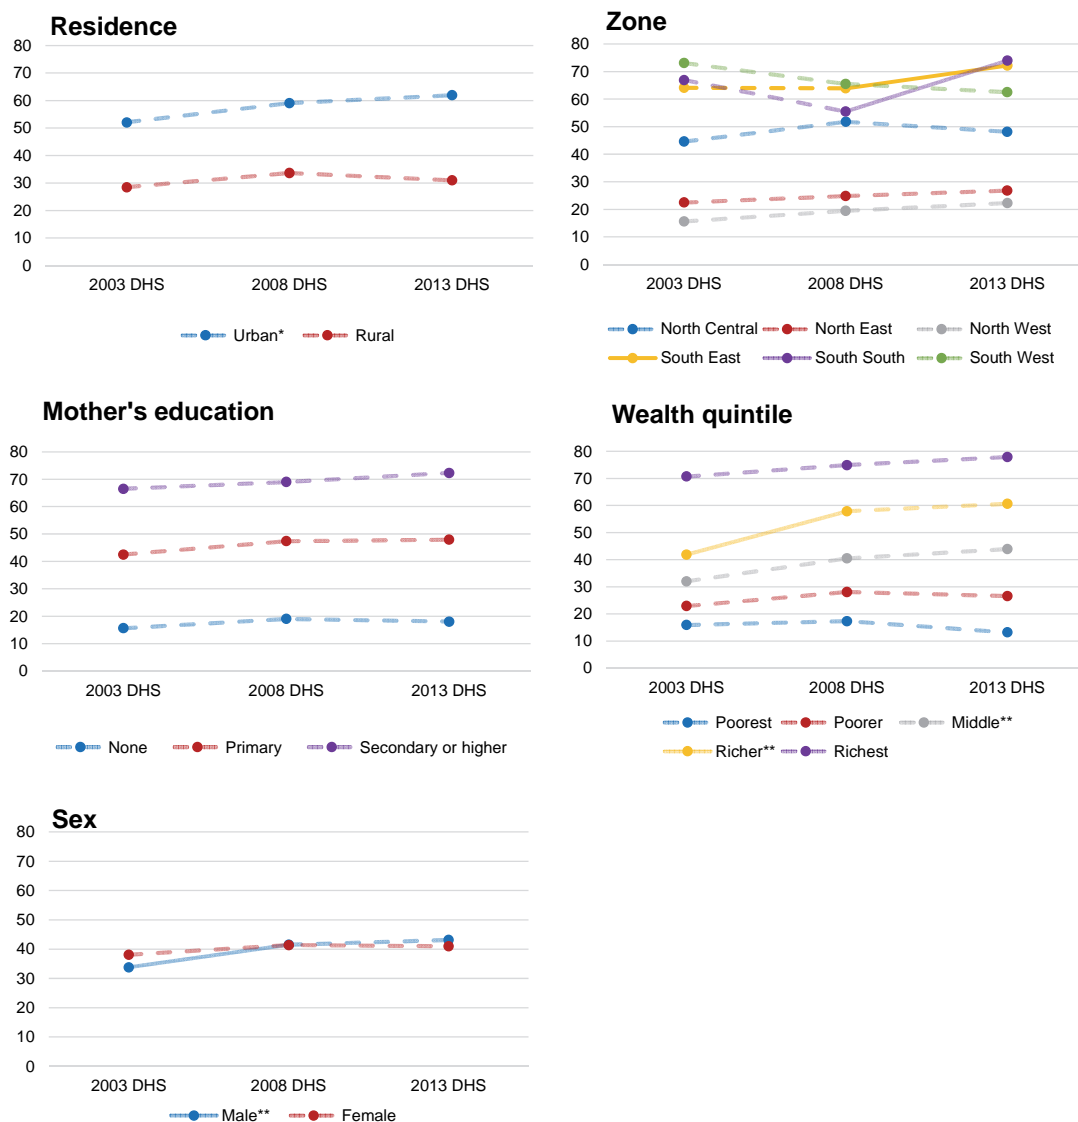 Residence
80
70
60
50
40
30
20
10
0
2003 DHS 2008 DHS 2013 DHS
Urban* Rural
Zone
80
70
60
50
40
30
20
10
0
2003 DHS 2008 DHS 2013 DHS
North Central North East North West
South East South South South West
Mother's education
80
70
60
50
40
30
20
10
0
2003 DHS 2008 DHS 2013 DHS
None Primary Secondary or higher
Wealth quintile
80
70
60
50
40
30
20
10
0
2003 DHS 2008 DHS 2013 DHS
Poorest Poorer Middle**
Richer** Richest
Sex
80
70
60
50
40
30
20
10
0
2003 DHS 2008 DHS 2013 DHS
Male** Female